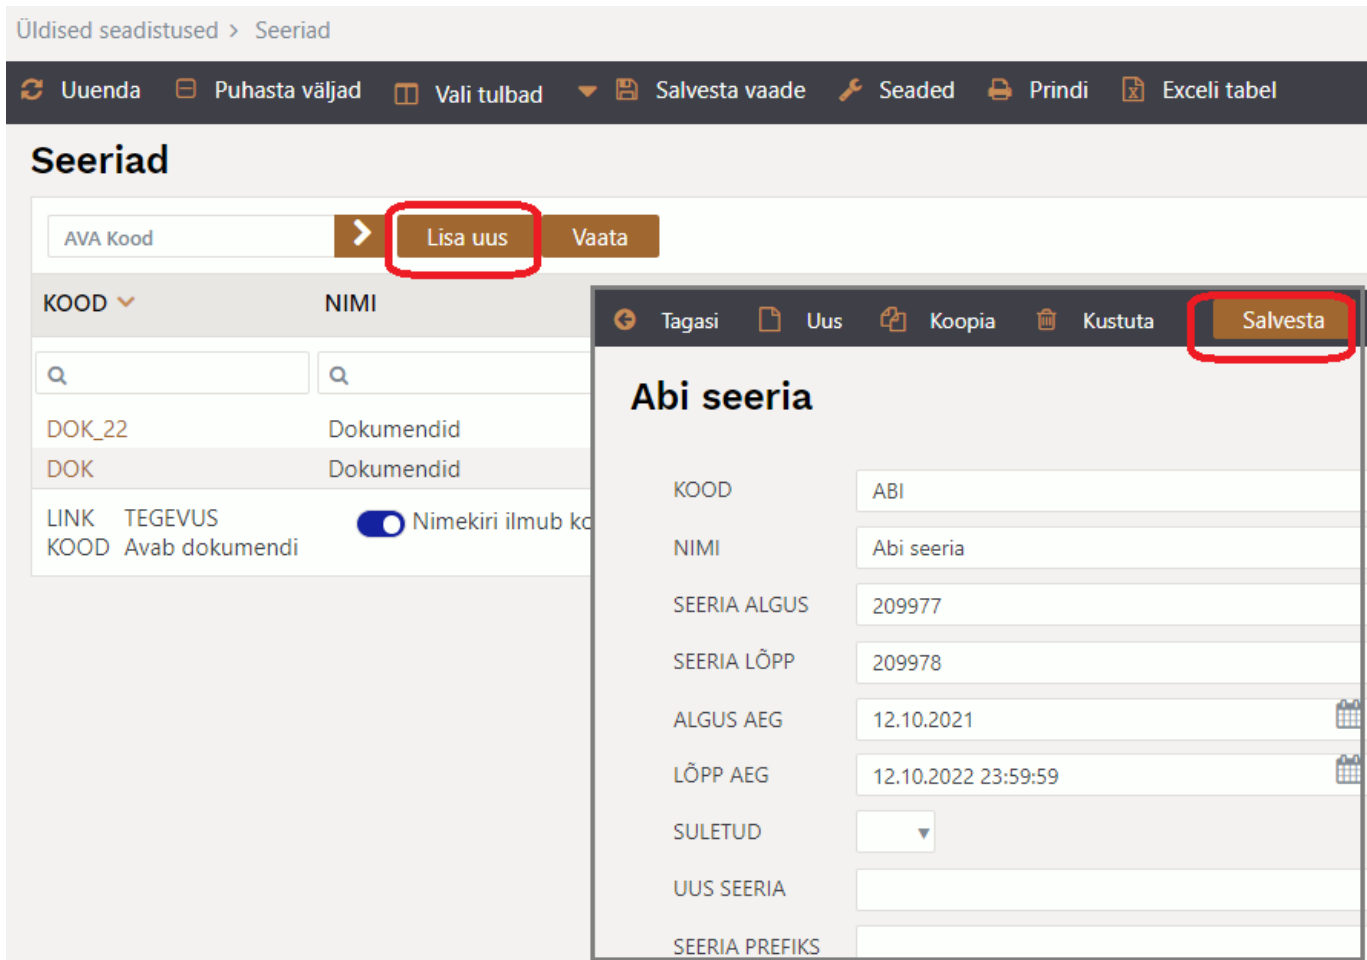 Üldised seadistused > Seeriad
Uuenda Puhasta väljad Vali tulbad Salvesta vaade Seaded Prindi Exceli tabel
Seeriad
AVA Kood Lisa uus Vaata
KOOD NIMI
DOK_22 Dokumendid
DOK Dokumendid
LINK TEGEVUS
KOOD Avab dokumendi
Nimekiri ilmub ko
Tagasi Uus Koopia Kustuta Salvesta
Abi seeria
KOOD ABI
NIMI Abi seeria
SEERIA ALGUS 209977
SEERIA LÕPP 209978
ALGUS AEG 12.10.2021
LÕPP AEG 12.10.2022 23:59:59
SULETUD
UUS SEERIA
SEERIA PREFIKS